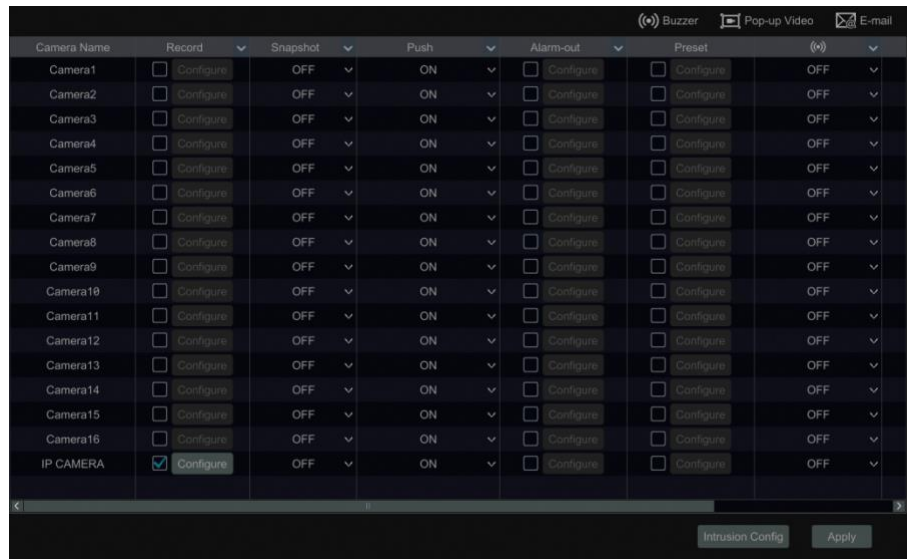 Buzzer Pop-up Video E-mail
Camera Name Record Snapshot Push Alarm-out Preset
Camera1 Configure OFF ON Configure Configure OFF
Camera2 Configure OFF ON Configure Configure OFF
Camera3 Configure OFF ON Configure Configure OFF
Camera4 Configure OFF ON Configure Configure OFF
Camera5 Configure OFF ON Configure Configure OFF
Camera6 Configure OFF ON Configure Configure OFF
Camera7 Configure OFF ON Configure Configure OFF
Camera8 Configure OFF ON Configure Configure OFF
Camera9 Configure OFF ON Configure Configure OFF
Camera10 Configure OFF ON Configure Configure OFF
Camera11 Configure OFF ON Configure Configure OFF
Camera12 Configure OFF ON Configure Configure OFF
Camera13 Configure OFF ON Configure Configure OFF
Camera14 Configure OFF ON Configure Configure OFF
Camera15 Configure OFF ON Configure Configure OFF
Camera16 Configure OFF ON Configure Configure OFF
IP CAMERA Configure OFF ON Configure Configure OFF
Intrusion Config Apply